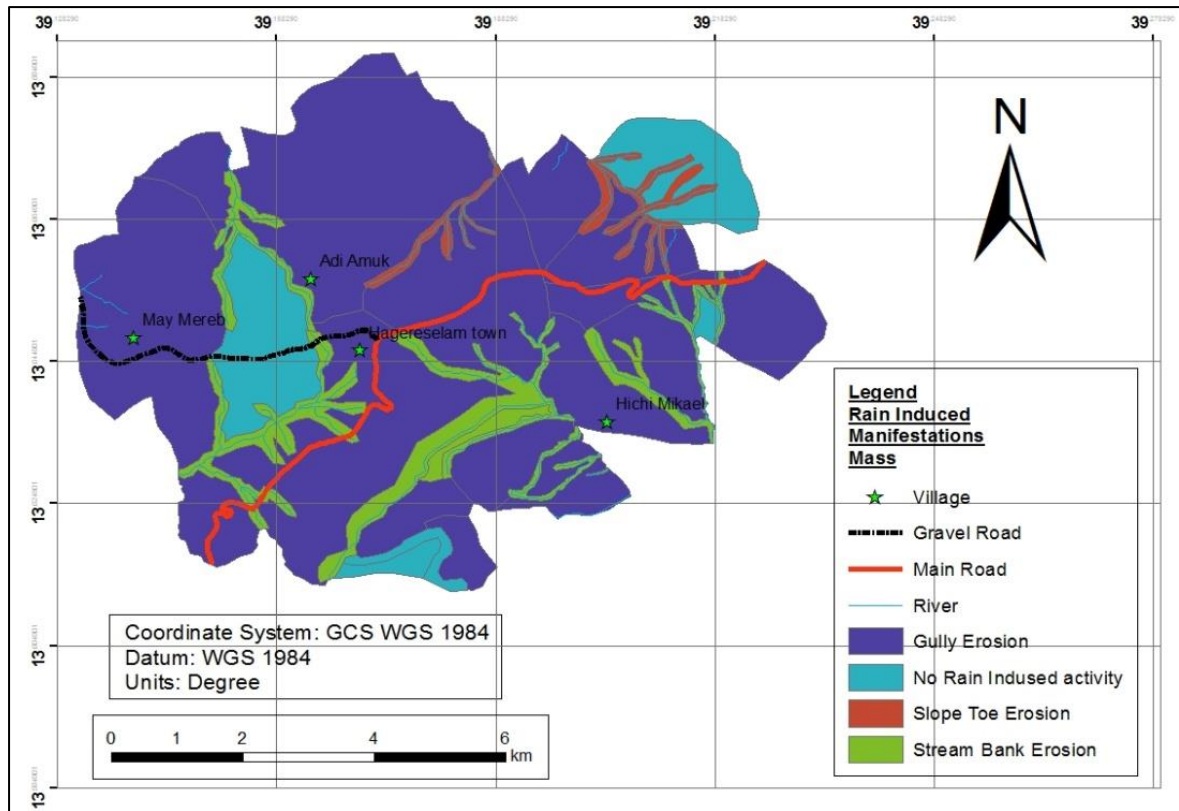 39 39 39 39 39 39
13
13
13
13
13
13
N
Adi Amuk
May Mereb
Hagereselam town
Hichi Mikael
Legend
Rain Induced
Manifestations
Mass
Village
Gravel Road
Main Road
River
Gully Erosion
No Rain Indused activity
Slope Toe Erosion
Stream Bank Erosion
Coordinate System: GCS WGS 1984
Datum: WGS 1984
Units: Degree
0 1 2 4 6
km